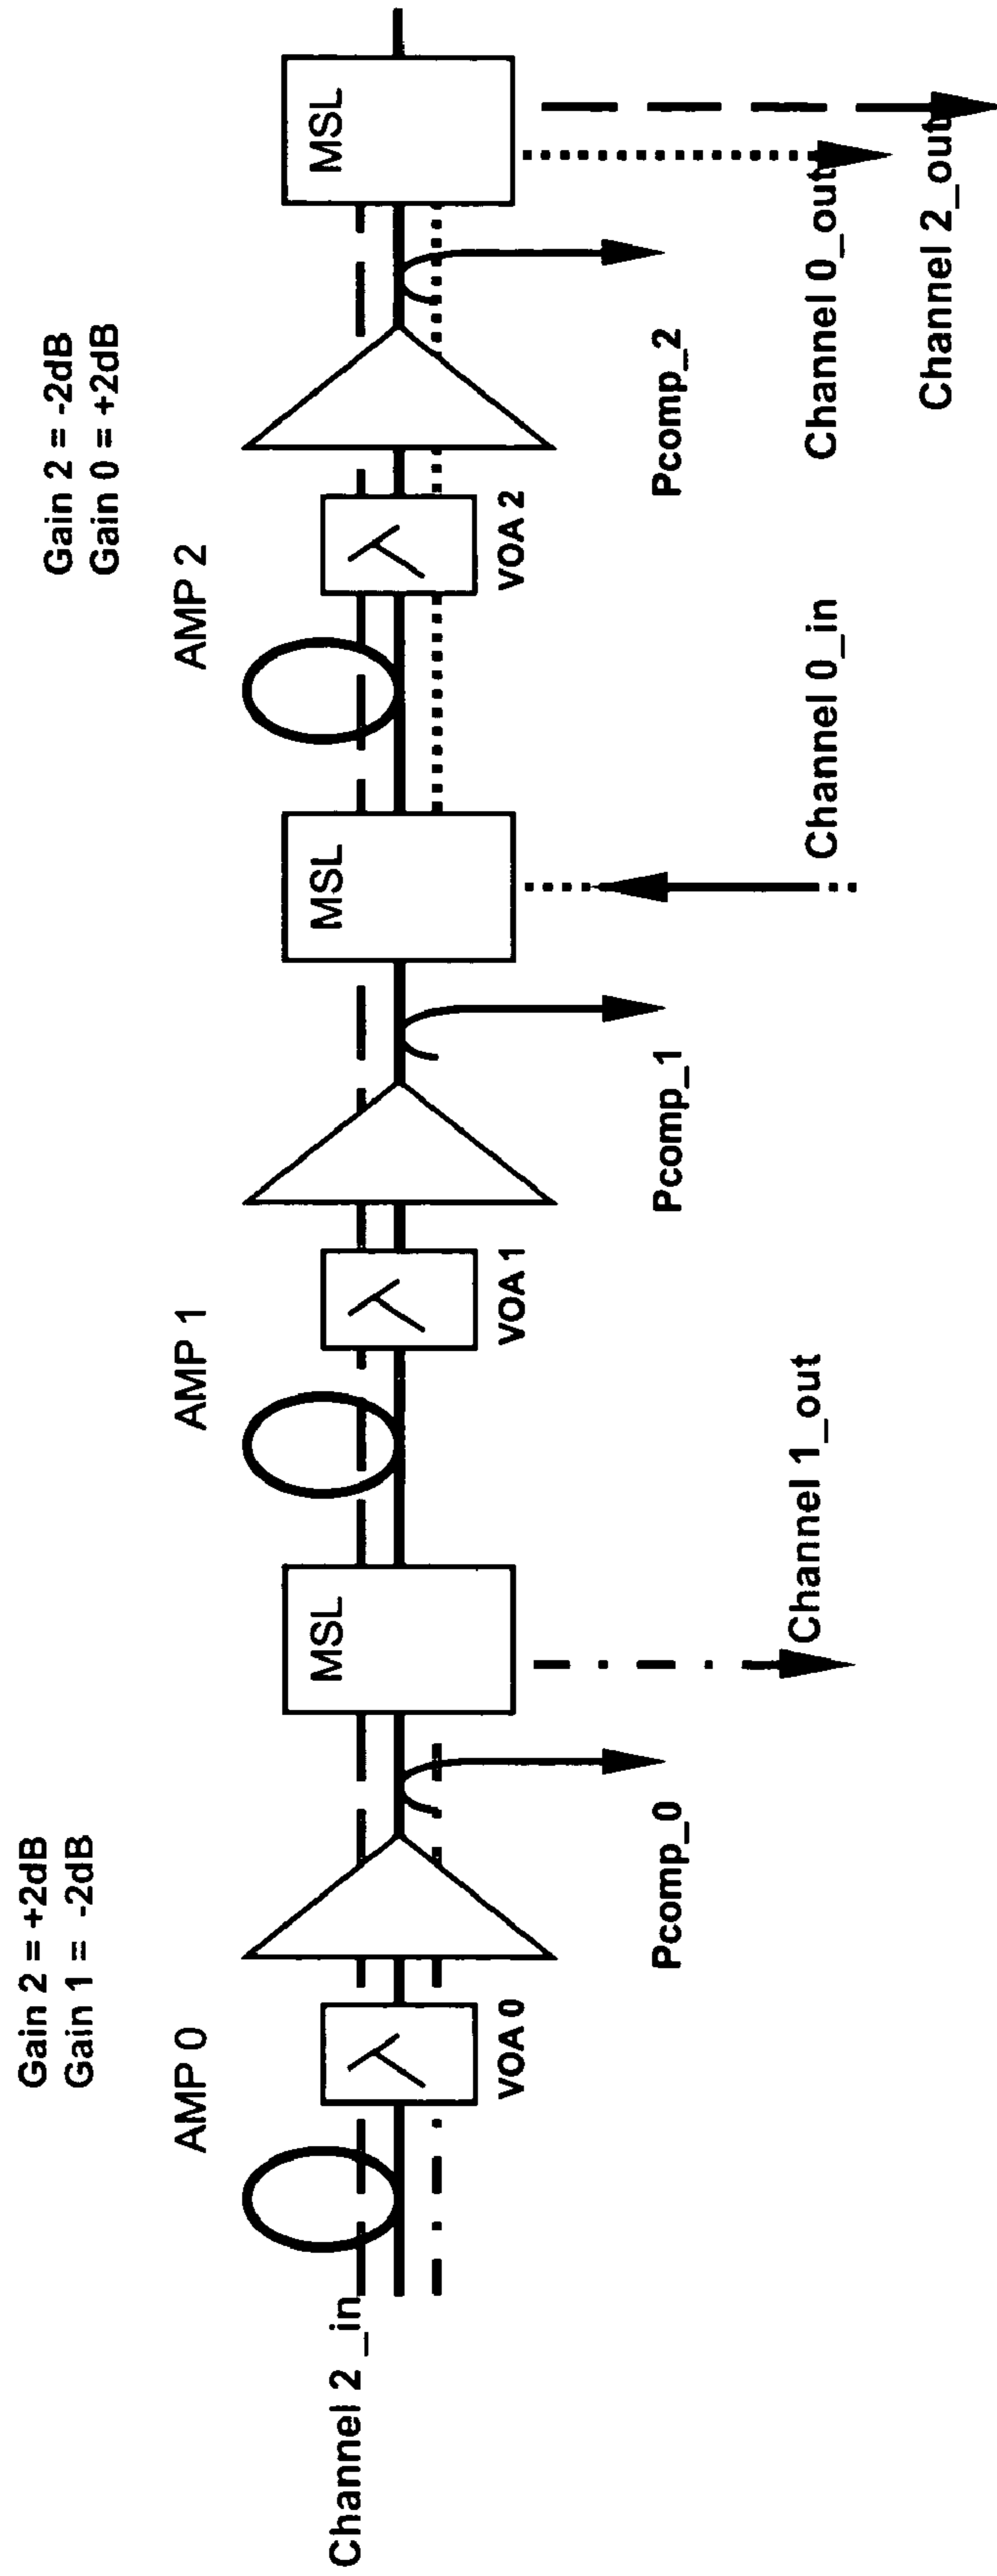 Gain 2 = +2dB
Gain 1 = -2dB
Gain 2 = -2dB
Gain 0 = +2dB
AMP 0
AMP 1
AMP 2
MSL
MSL
MSL
Channel 2_in
VOA 0
VOA 1
VOA 2
Pcomp_0
Pcomp_1
Pcomp_2
Channel 1_out
Channel 0_in
Channel 0_out
Channel 2_out